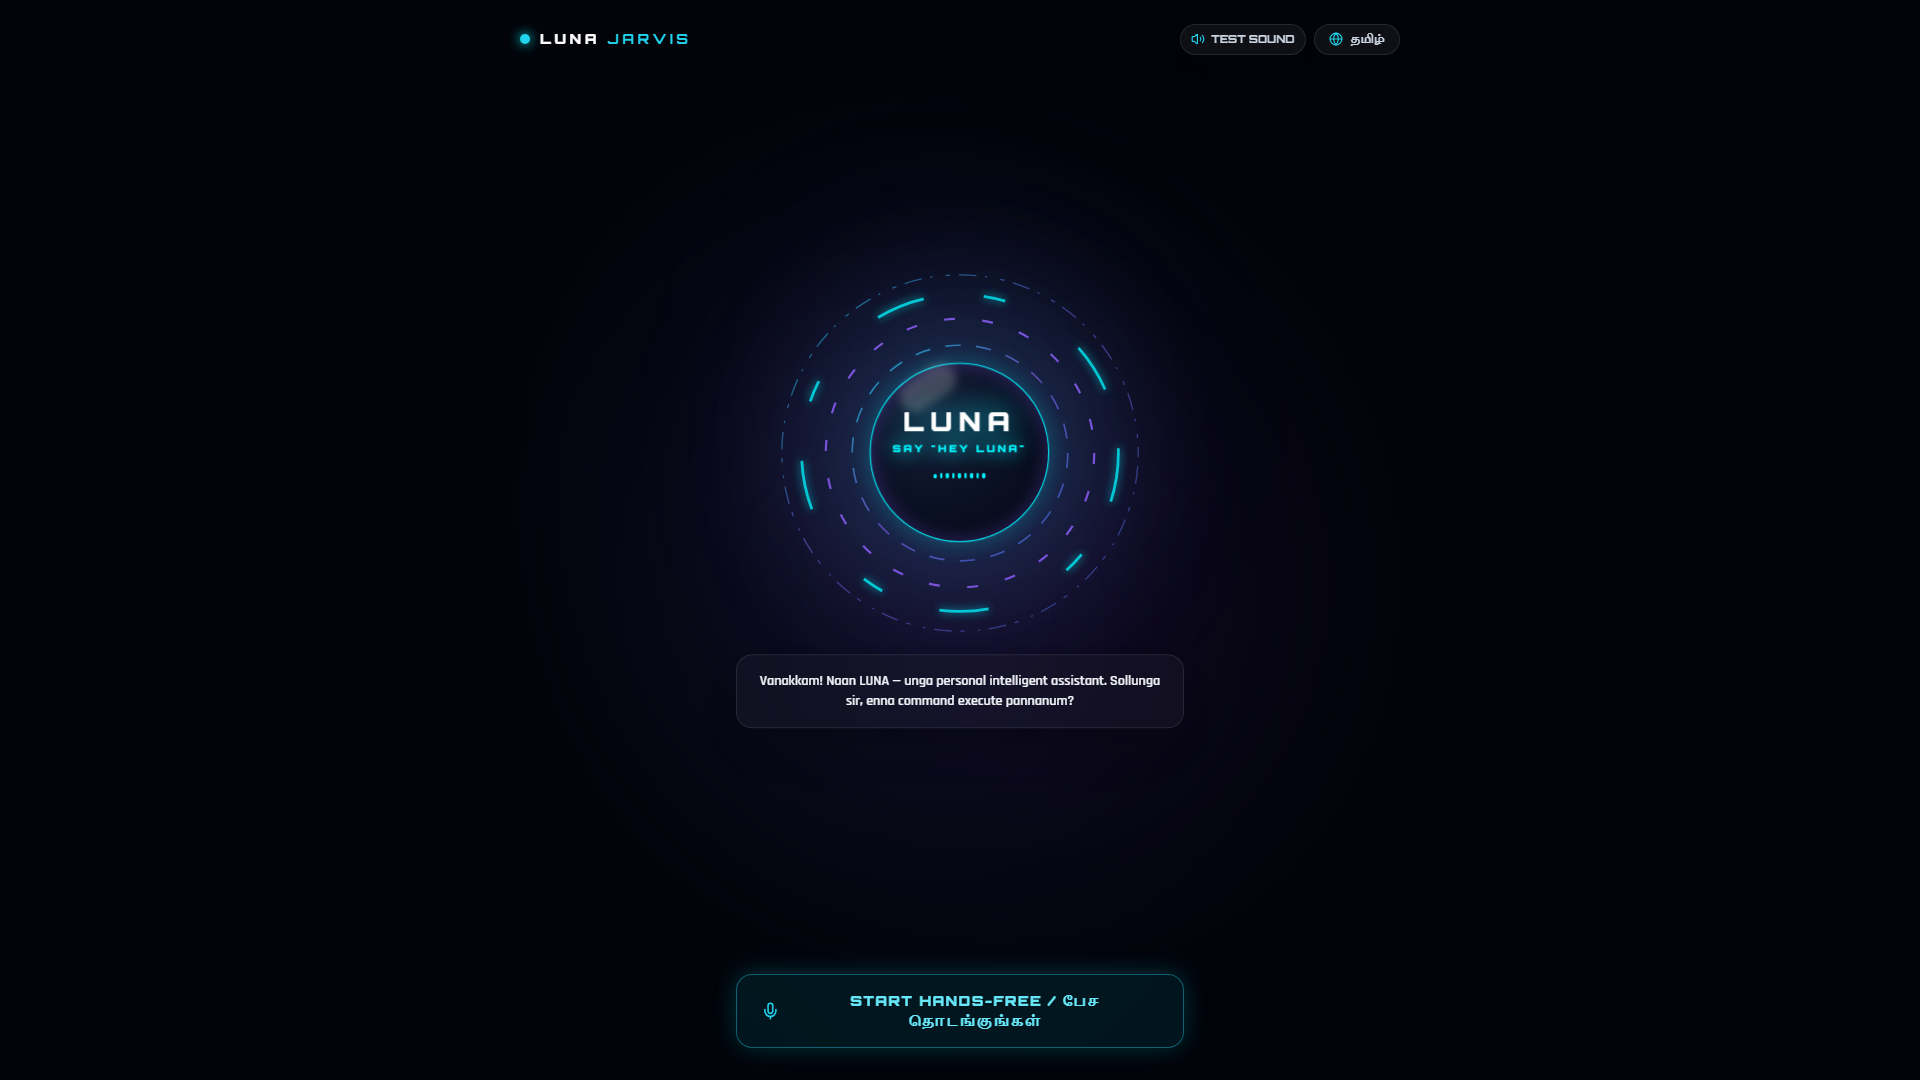 LUNA JARVIS
TEST SOUND
தமிழ்
LUNA
SAY "HEY LUNA"
Vanakkam! Naan LUNA — unga personal intelligent assistant. Sollunga
sir, enna command execute pannanum?
START HANDS-FREE / பேச
தொடங்குங்கள்